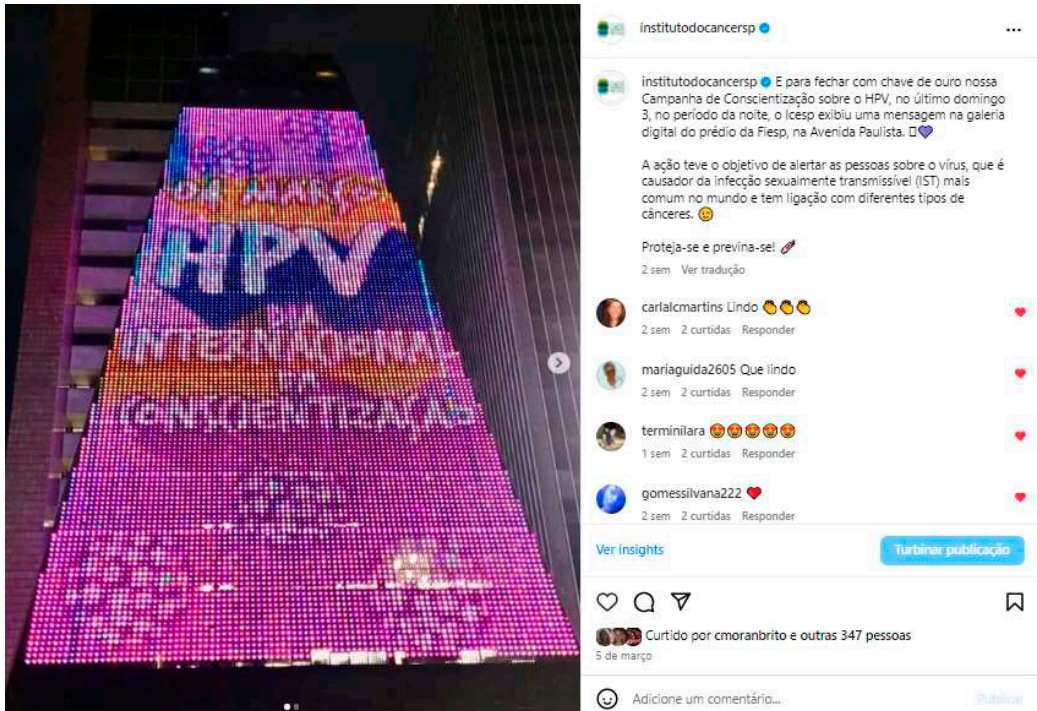 04 MARÇO
HPV
DIA
INTERNACIONAL
DA
CONSCIENTIZAÇÃO
institutodocancersp
institutodocancersp E para fechar com chave de ouro nossa
Campanha de Conscientização sobre o HPV, no último domingo
3, no período da noite, o Icesp exibiu uma mensagem na galeria
digital do prédio da Fiesp, na Avenida Paulista. 💜
A ação teve o objetivo de alertar as pessoas sobre o vírus, que é
causador da infecção sexualmente transmissível (IST) mais
comum no mundo e tem ligação com diferentes tipos de
cânceres. 😉
Proteja-se e previna-se!
2 sem Ver tradução
carlalcmartins Lindo 👏👏👏
2 sem 2 curtidas Responder
mariaguida2605 Que lindo
2 sem 2 curtidas Responder
terminilara 😍😍😍😍😍
1 sem 2 curtidas Responder
gomessilvana222 ❤️
2 sem 2 curtidas Responder
Ver insights
Turbinar publicação
Curtido por cmoranbrito e outras 347 pessoas
5 de março
Adicione um comentário...
Publicar